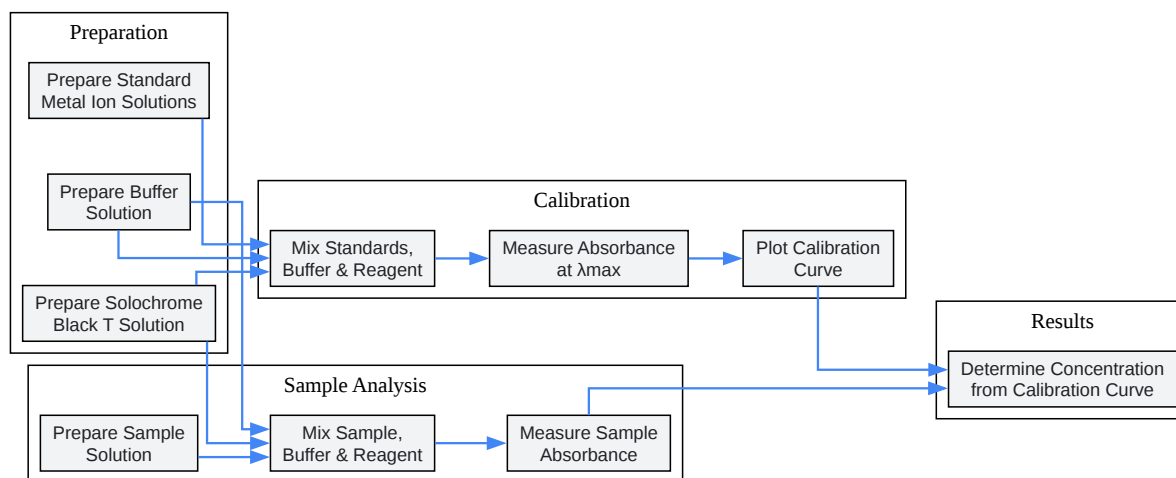 Preparation
Prepare Standard
Metal Ion Solutions
Prepare Buffer
Solution
Prepare Solochrome
Black T Solution
Calibration
Mix Standards,
Buffer & Reagent
Measure Absorbance
at λmax
Plot Calibration
Curve
Sample Analysis
Prepare Sample
Solution
Mix Sample,
Buffer & Reagent
Measure Sample
Absorbance
Results
Determine Concentration
from Calibration Curve